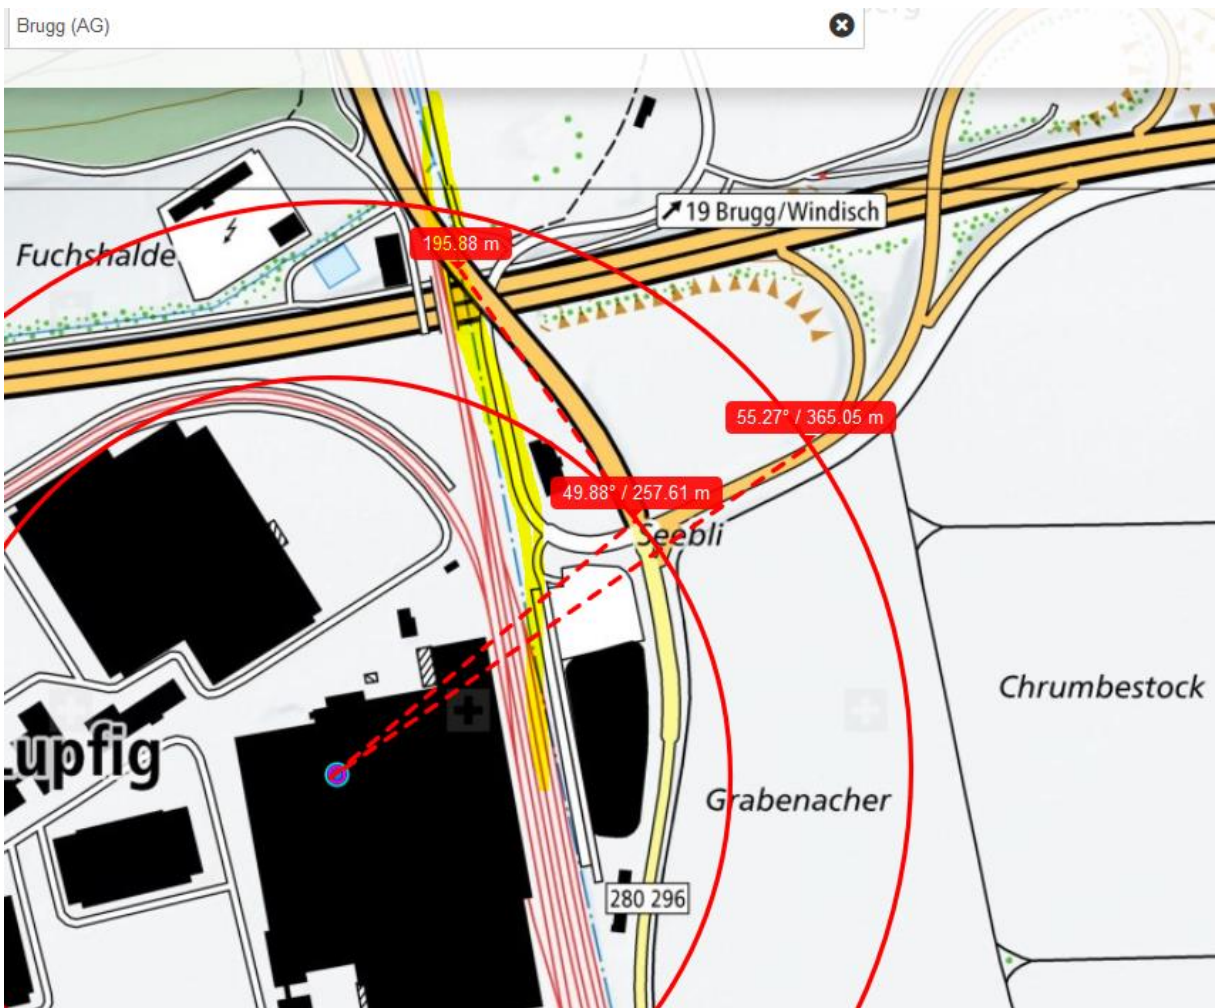 Brugg (AG)
19 Brugg/Windisch
Fuchshalde
195.88 m
55.27° / 365.05 m
49.88° / 257.61 m
Seebli
Chrumbestock
Lupfig
Grabenacher
280 296